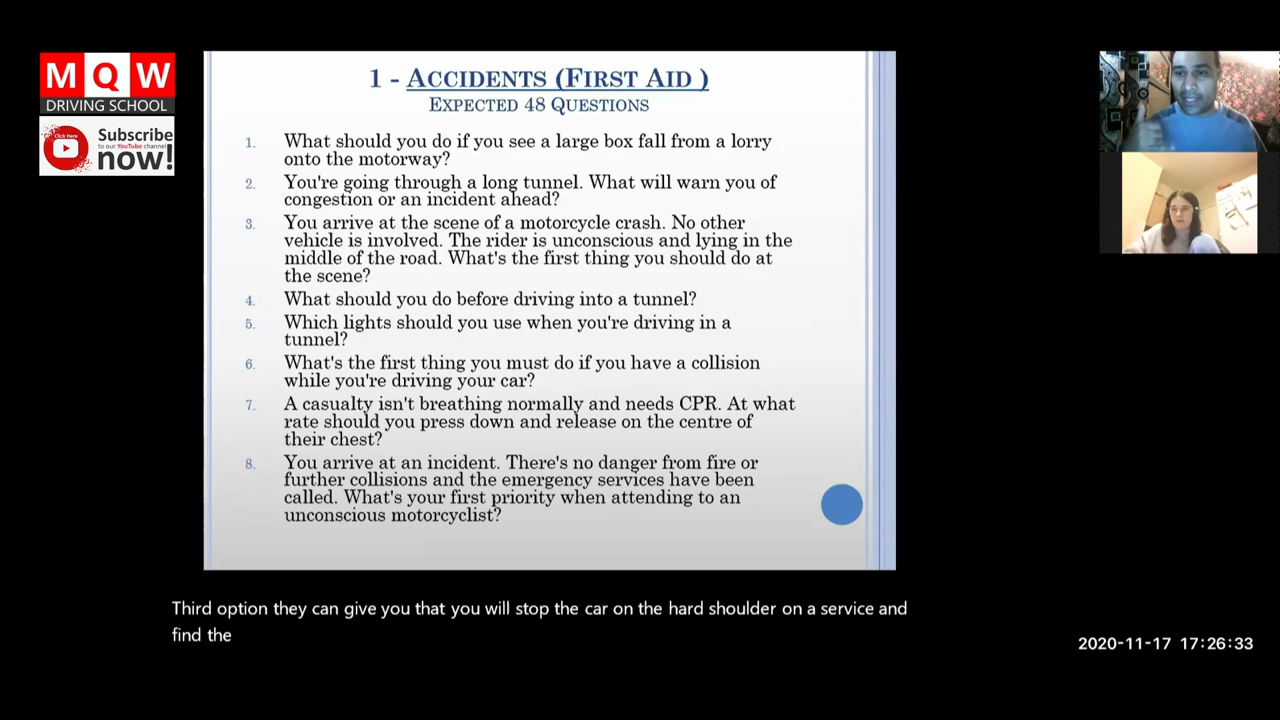 M Q W
DRIVING SCHOOL
Click Here
Subscribe
to our YouTube channel
now!
1 - ACCIDENTS (FIRST AID )
EXPECTED 48 QUESTIONS
1. What should you do if you see a large box fall from a lorry
onto the motorway?
2. You're going through a long tunnel. What will warn you of
congestion or an incident ahead?
3. You arrive at the scene of a motorcycle crash. No other
vehicle is involved. The rider is unconscious and lying in the
middle of the road. What's the first thing you should do at
the scene?
4. What should you do before driving into a tunnel?
5. Which lights should you use when you're driving in a
tunnel?
6. What's the first thing you must do if you have a collision
while you're driving your car?
7. A casualty isn't breathing normally and needs CPR. At what
rate should you press down and release on the centre of
their chest?
8. You arrive at an incident. There's no danger from fire or
further collisions and the emergency services have been
called. What's your first priority when attending to an
unconscious motorcyclist?
Third option they can give you that you will stop the car on the hard shoulder on a service and
find the
2020-11-17 17:26:33